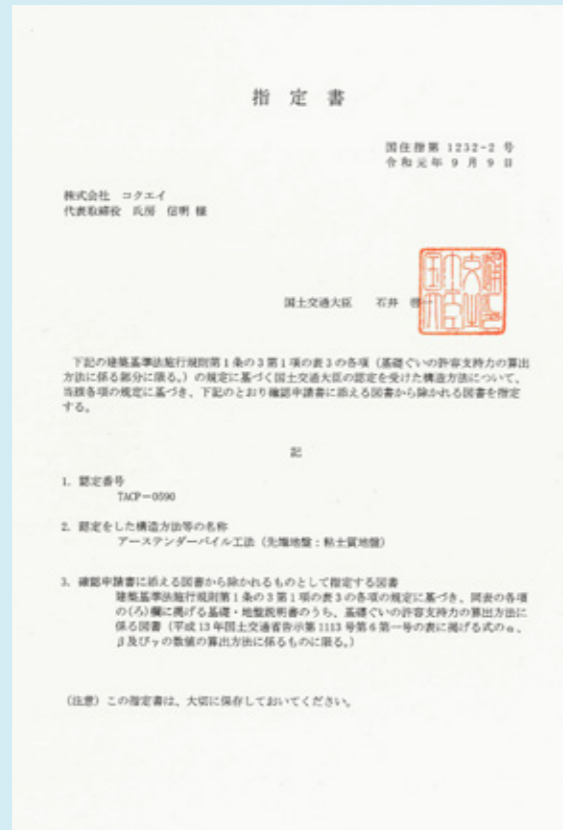 指 定 書
国住指第 1232-2 号
令和元年 9 月 9 日
株式会社 コクエイ
代表取締役 氏房 信明 様
国土交通大臣 石井 啓一
下記の建築基準法施行規則第1条の3第1項の表3の各項（基礎ぐいの許容支持力の算出
方法に係る部分に限る。）の規定に基づく国土交通大臣の認定を受けた構造方法について、
当該各項の規定に基づき、下記のとおり確認申請書に添える図書から除かれる図書を指定
する。
記
1. 認定番号
TACP－0590
2. 認定をした構造方法等の名称
アーステンダーパイル工法（先端地盤：粘土質地盤）
3. 確認申請書に添える図書から除かれるものとして指定する図書
建築基準法施行規則第1条の3第1項の表3の各項の規定に基づき、同表の各項
の(ろ)欄に掲げる基礎・地盤説明書のうち、基礎ぐいの許容支持力の算出方法に
係る図書（平成13年国土交通省告示第1113号第6第一号の表に掲げる式のα、
β及びγの数値の算出方法に係るものに限る。）
（注意）この指定書は、大切に保存しておいてください。